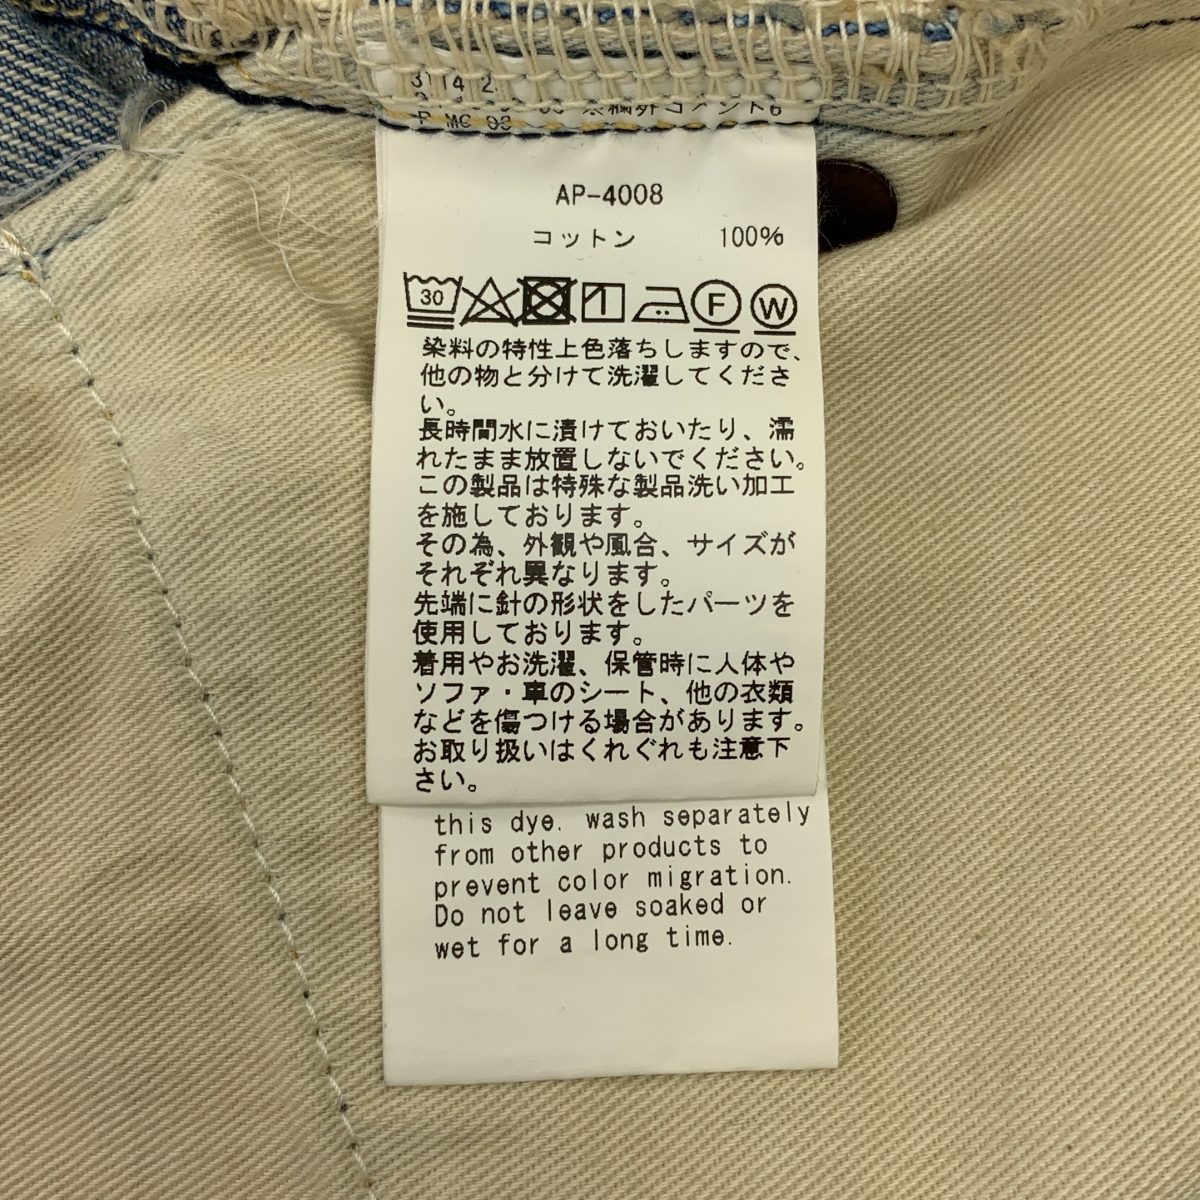 AP-4008
コットン 100%
30 F W
染料の特性上色落ちしますので、
他の物と分けて洗濯してくださ
い。
長時間水に漬けておいたり、濡
れたまま放置しないでください。
この製品は特殊な製品洗い加工
を施しております。
その為、外観や風合、サイズが
それぞれ異なります。
先端に針の形状をしたパーツを
使用しております。
着用やお洗濯、保管時に人体や
ソファ・車のシート、他の衣類
などを傷つける場合があります。
お取り扱いはくれぐれも注意下
さい。
this dye. wash separately
from other products to
prevent color migration.
Do not leave soaked or
wet for a long time.